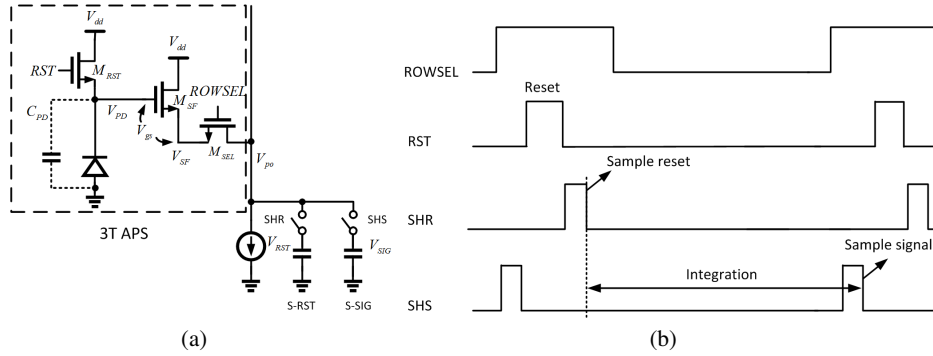 V_dd
V_dd
RST
M_RST
ROWSEL
C_PD
V_PD
M_SF
V_gs
V_SF
M_SEL
V_po
3T APS
SHR
SHS
V_RST
V_SIG
S-RST
S-SIG
(a)
ROWSEL
Reset
RST
Sample reset
SHR
Sample signal
Integration
SHS
(b)